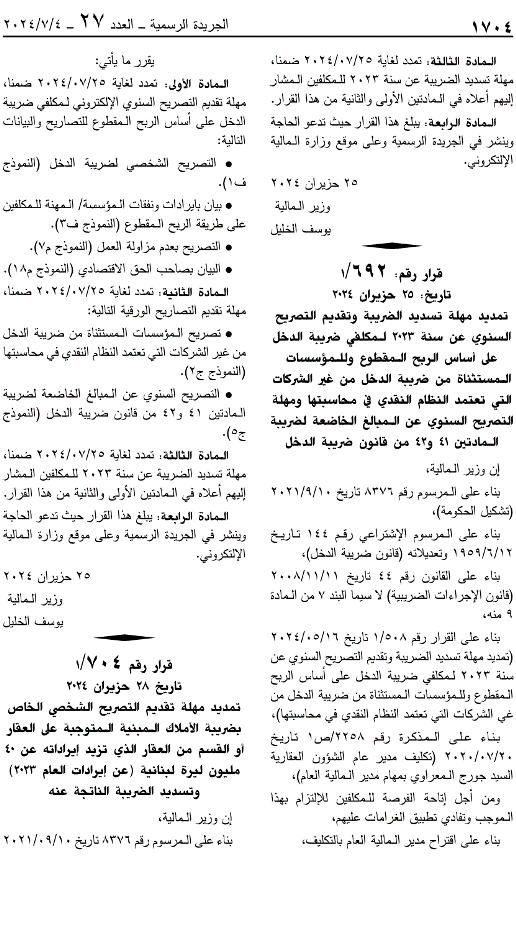 ١٧٠٤
الجريدة الرسمية ـ العدد ٢٧ ـ ٢٠٢٤/٧/٤
المادة الثالثة: تمدد لغاية ٢٠٢٤/٠٧/٢٥ ضمنا،
مهلة تسديد الضريبة عن سنة ٢٠٢٣ للمكلفين المشار
إليهم أعلاه في المادتين الأولى والثانية من هذا القرار.
المادة الرابعة: يبلغ هذا القرار حيث تدعو الحاجة
وينشر في الجريدة الرسمية وعلى موقع وزارة المالية
الإلكتروني.
٢٥ حزيران ٢٠٢٤
وزير المالية
يوسف الخليل
قرار رقم: ١/٦٩٢
تاريخ: ٢٥ حزيران ٢٠٢٤
تمديد مهلة تسديد الضريبة وتقديم التصريح
السنوي عن سنة ٢٠٢٣ لمكلفي ضريبة الدخل
على أساس الربح المقطوع وللمؤسسات
المستثناة من ضريبة الدخل من غير الشركات
التي تعتمد النظام النقدي في محاسبتها ومهلة
التصريح السنوي عن المبالغ الخاضعة لضريبة
المادتين ٤١ و٤٢ من قانون ضريبة الدخل
إن وزير المالية،
بناء على المرسوم رقم ٨٣٧٦ تاريخ ٢٠٢١/٩/١٠
(تشكيل الحكومة)،
بناء على المرسوم الإشتراعي رقم ١٤٤ تاريخ
١٩٥٩/٦/١٢ وتعديلاته (قانون ضريبة الدخل)،
بناء على القانون رقم ٤٤ تاريخ ٢٠٠٨/١١/١١
(قانون الإجراءات الضريبية) لا سيما البند ٧ من المادة
٩ منه،
بناء على القرار رقم ١/٥٠٨ تاريخ ٢٠٢٤/٠٥/١٦
(تمديد مهلة تسديد الضريبة وتقديم التصريح السنوي عن
سنة ٢٠٢٣ لمكلفي ضريبة الدخل على أساس الربح
المقطوع وللمؤسسات المستثناة من ضريبة الدخل من
غي الشركات التي تعتمد النظام النقدي في محاسبتها)،
بناء على المذكرة رقم ٢٢٥٨/ص١ تاريخ
٢٠٢٠/٠٧/٢٠ (تكليف مدير عام الشؤون العقارية
السيد جورج المعراوي بمهام مدير المالية العام)،
ومن أجل إتاحة الفرصة للمكلفين للإلتزام بهذا
الموجب وتفادي تطبيق الغرامات عليهم،
بناء على اقتراح مدير المالية العام بالتكليف،
يقرر ما يأتي:
المادة الأولى: تمدد لغاية ٢٠٢٤/٠٧/٢٥ ضمنا،
مهلة تقديم التصريح السنوي الإلكتروني لمكلفي ضريبة
الدخل على أساس الربح المقطوع للتصاريح والبيانات
التالية:
• التصريح الشخصي لضريبة الدخل (النموذج
ف١).
• بيان بايرادات ونفقات المؤسسة/ المهنة للمكلفين
على طريقة الربح المقطوع (النموذج ف٣).
• التصريح بعدم مزاولة العمل (النموذج م٧).
• البيان بصاحب الحق الاقتصادي (النموذج م١٨).
المادة الثانية: تمدد لغاية ٢٠٢٤/٠٧/٢٥ ضمنا،
مهلة تقديم التصاريح الورقية التالية:
• تصريح المؤسسات المستثناة من ضريبة الدخل
من غير الشركات التي تعتمد النظام النقدي في محاسبتها
(النموذج ج٢).
• التصريح السنوي عن المبالغ الخاضعة لضريبة
المادتين ٤١ و٤٢ من قانون ضريبة الدخل (النموذج
ج٥).
المادة الثالثة: تمدد لغاية ٢٠٢٤/٠٧/٢٥ ضمنا،
مهلة تسديد الضريبة عن سنة ٢٠٢٣ للمكلفين المشار
إليهم أعلاه في المادتين الأولى والثانية من هذا القرار.
المادة الرابعة: يبلغ هذا القرار حيث تدعو الحاجة
وينشر في الجريدة الرسمية وعلى موقع وزارة المالية
الإلكتروني.
٢٥ حزيران ٢٠٢٤
وزير المالية
يوسف الخليل
قرار رقم ١/٧٠٤
تاريخ ٢٨ حزيران ٢٠٢٤
تمديد مهلة تقديم التصريح الشخصي الخاص
بضريبة الأملاك المبنية المتوجبة على العقار
أو القسم من العقار الذي تزيد إيراداته عن ٤٠
مليون ليرة لبنانية (عن إيرادات العام ٢٠٢٣)
وتسديد الضريبة الناتجة عنه
إن وزير المالية،
بناء على المرسوم رقم ٨٣٧٦ تاريخ ٢٠٢١/٠٩/١٠